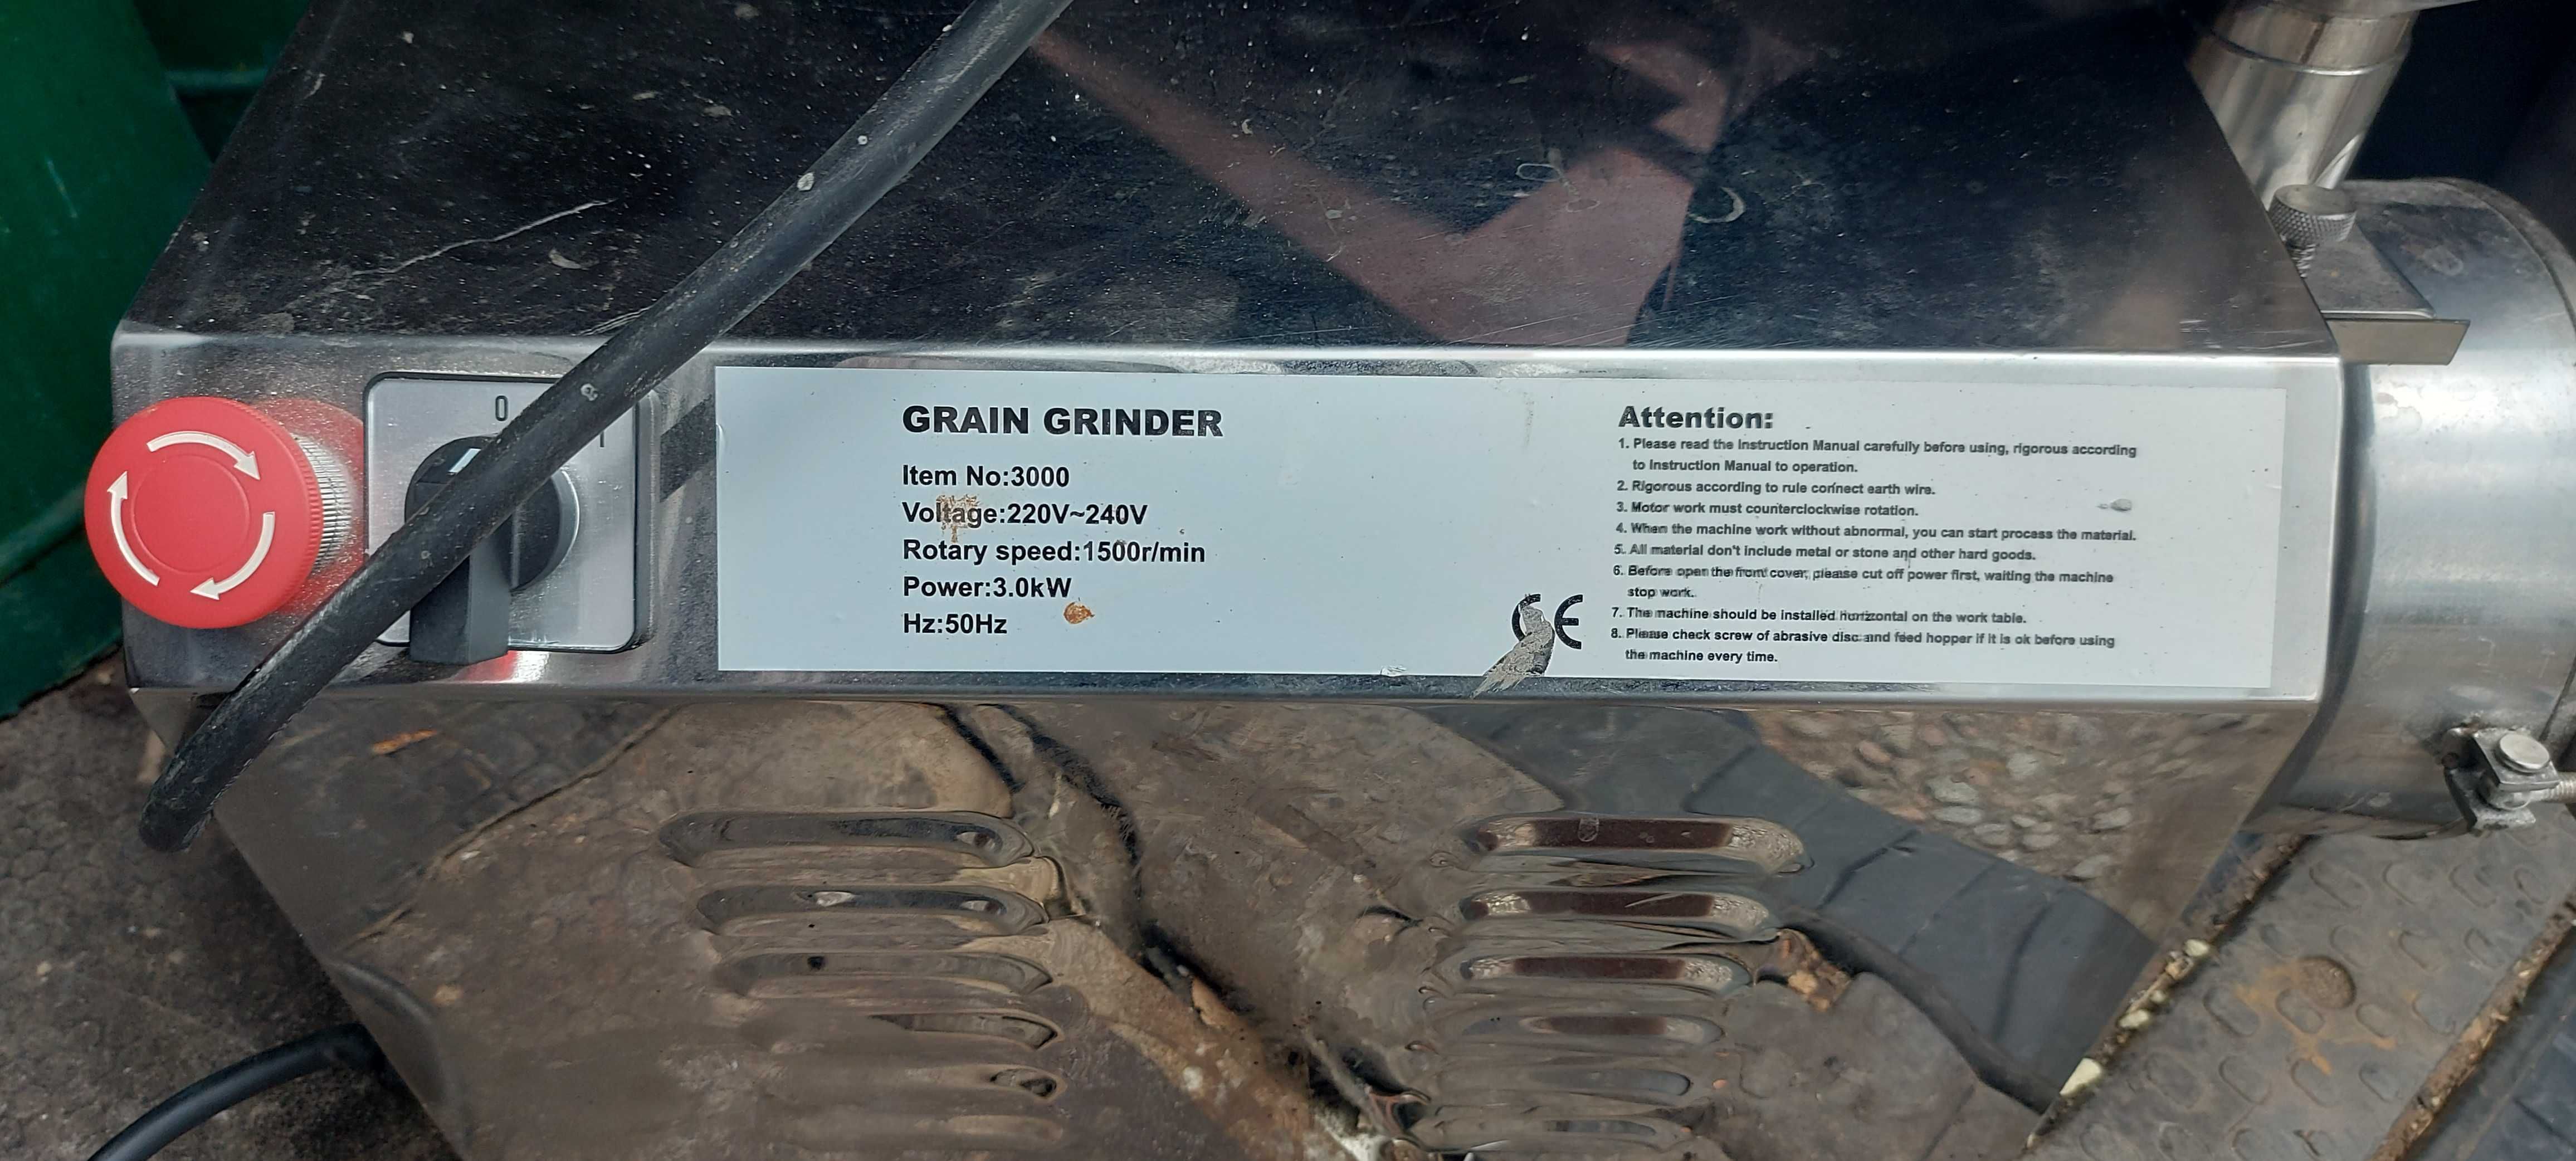 0
1
GRAIN GRINDER
Item No:3000
Voltage:220V~240V
Rotary speed:1500r/min
Power:3.0kW
Hz:50Hz
CE
Attention:
1. Please read the Instruction Manual carefully before using, rigorous according
to Instruction Manual to operation.
2. Rigorous according to rule connect earth wire.
3. Motor work must counterclockwise rotation.
4. When the machine work without abnormal, you can start process the material.
5. All material don't include metal or stone and other hard goods.
6. Before open the front cover, please cut off power first, waiting the machine
stop work.
7. The machine should be installed horizontal on the work table.
8. Please check screw of abrasive disc and feed hopper if it is ok before using
the machine every time.